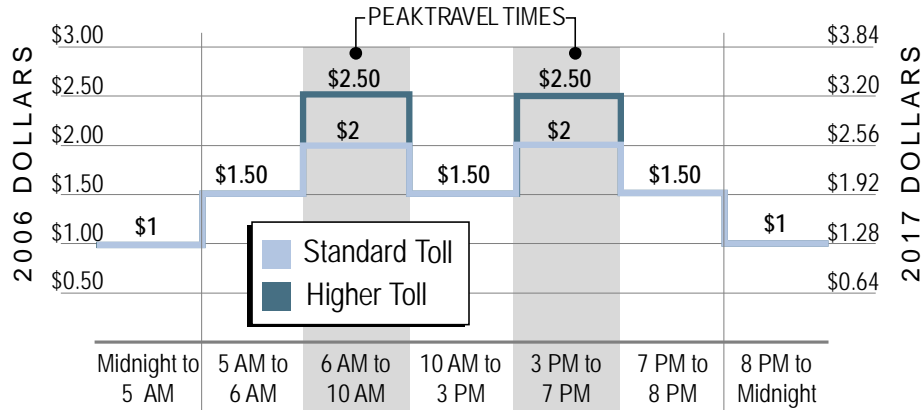 PEAKTRAVEL TIMES
2006 DOLLARS
$3.00
$2.50
$2.00
$1.50
$1.00
$0.50
$3.84
$3.20
$2.56
$1.92
$1.28
$0.64
2017 DOLLARS
$2.50
$2.50
$2
$2
$1.50
$1.50
$1.50
$1
$1
Standard Toll
Higher Toll
Midnight to
5 AM
5 AM to
6 AM
6 AM to
10 AM
10 AM to
3 PM
3 PM to
7 PM
7 PM to
8 PM
8 PM to
Midnight